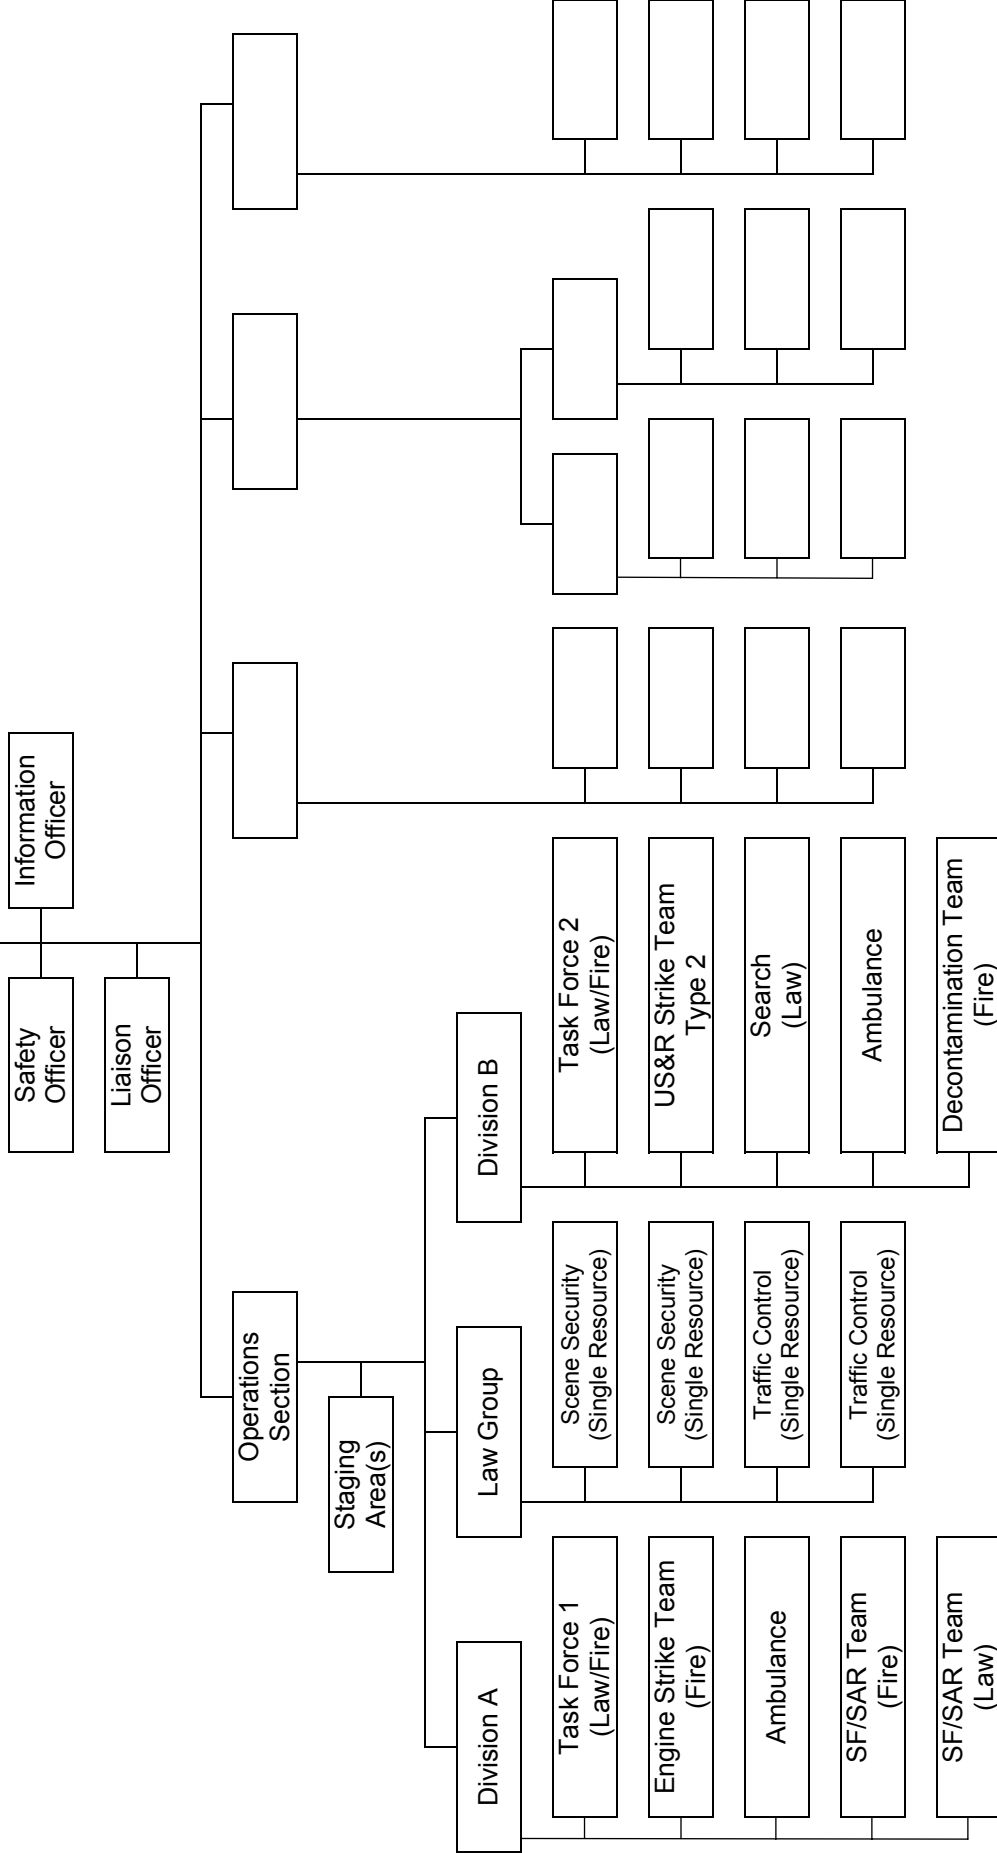 Safety
Officer
Information
Officer
Liaison
Officer
Operations
Section
Staging
Area(s)
Division A
Law Group
Division B
Task Force 1
(Law/Fire)
Engine Strike Team
(Fire)
Ambulance
SF/SAR Team
(Fire)
SF/SAR Team
(Law)
Scene Security
(Single Resource)
Scene Security
(Single Resource)
Traffic Control
(Single Resource)
Traffic Control
(Single Resource)
Task Force 2
(Law/Fire)
US&R Strike Team
Type 2
Search
(Law)
Ambulance
Decontamination Team
(Fire)